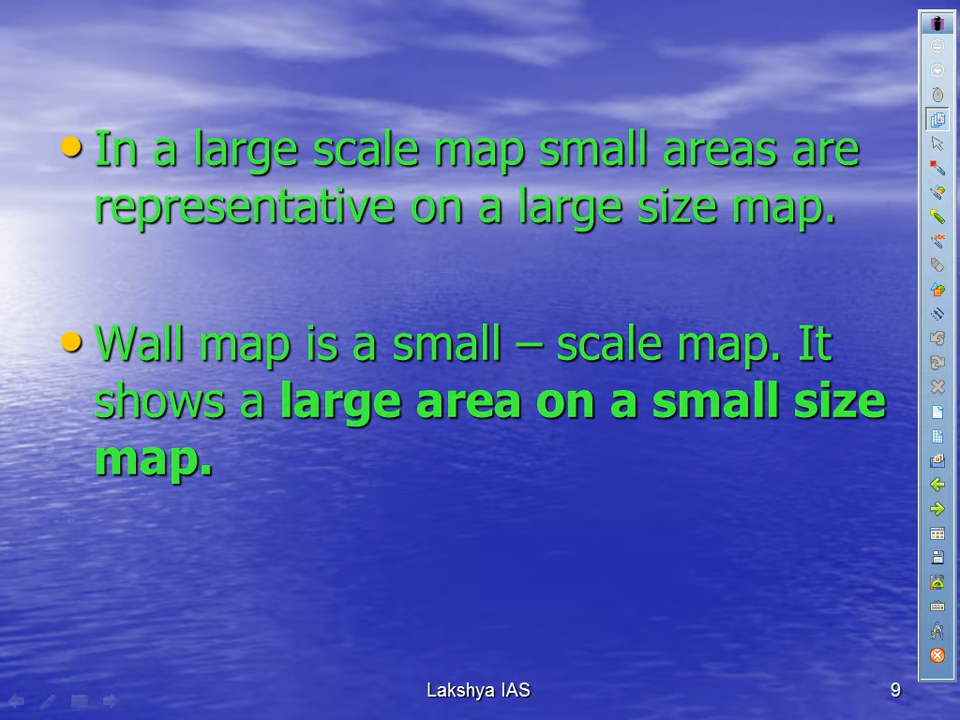 • In a large scale map small areas are
representative on a large size map.
• Wall map is a small – scale map. It
shows a large area on a small size
map.
Lakshya IAS 9